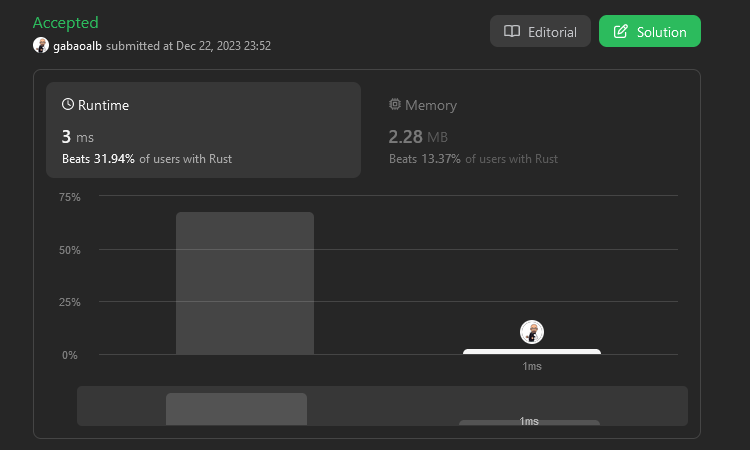 Accepted
gabaoalb submitted at Dec 22, 2023 23:52
Editorial
Solution
Runtime
3 ms
Beats 31.94% of users with Rust
Memory
2.28 MB
Beats 13.37% of users with Rust
75%
50%
25%
0%
1ms
1ms